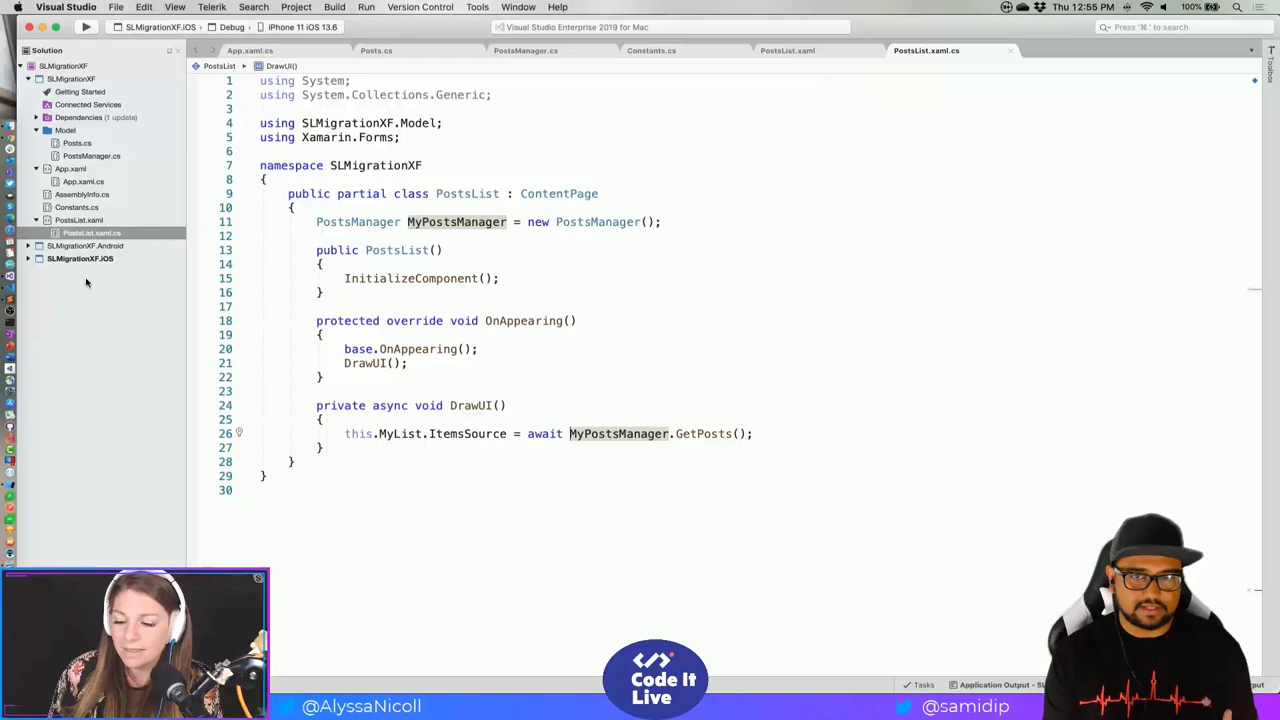 Visual Studio File Edit View Telerik Search Project Build Run Version Control Tools Window Help
100% Thu 12:55 PM
SLMigrationXF.iOS Debug iPhone 11 iOS 13.6 Visual Studio Enterprise 2019 for Mac Press '⌘.' to search
Solution
App.xaml.cs Posts.cs PostsManager.cs Constants.cs PostsList.xaml PostsList.xaml.cs
Toolbox
PostsList DrawUI()
SLMigrationXF
SLMigrationXF
Getting Started
Connected Services
Dependencies (1 update)
Model
Posts.cs
PostsManager.cs
App.xaml
App.xaml.cs
AssemblyInfo.cs
Constants.cs
PostsList.xaml
PostsList.xaml.cs
SLMigrationXF.Android
SLMigrationXF.iOS
1 using System;
2 using System.Collections.Generic;
3
4 using SLMigrationXF.Model;
5 using Xamarin.Forms;
6
7 namespace SLMigrationXF
8 {
9 public partial class PostsList : ContentPage
10 {
11 PostsManager MyPostsManager = new PostsManager();
12
13 public PostsList()
14 {
15 InitializeComponent();
16 }
17
18 protected override void OnAppearing()
19 {
20 base.OnAppearing();
21 DrawUI();
22 }
23
24 private async void DrawUI()
25 {
26 this.MyList.ItemsSource = await MyPostsManager.GetPosts();
27 }
28 }
29 }
30
Code It
Live
Tasks Application Output - SL
@AlyssaNicoll
@samidip